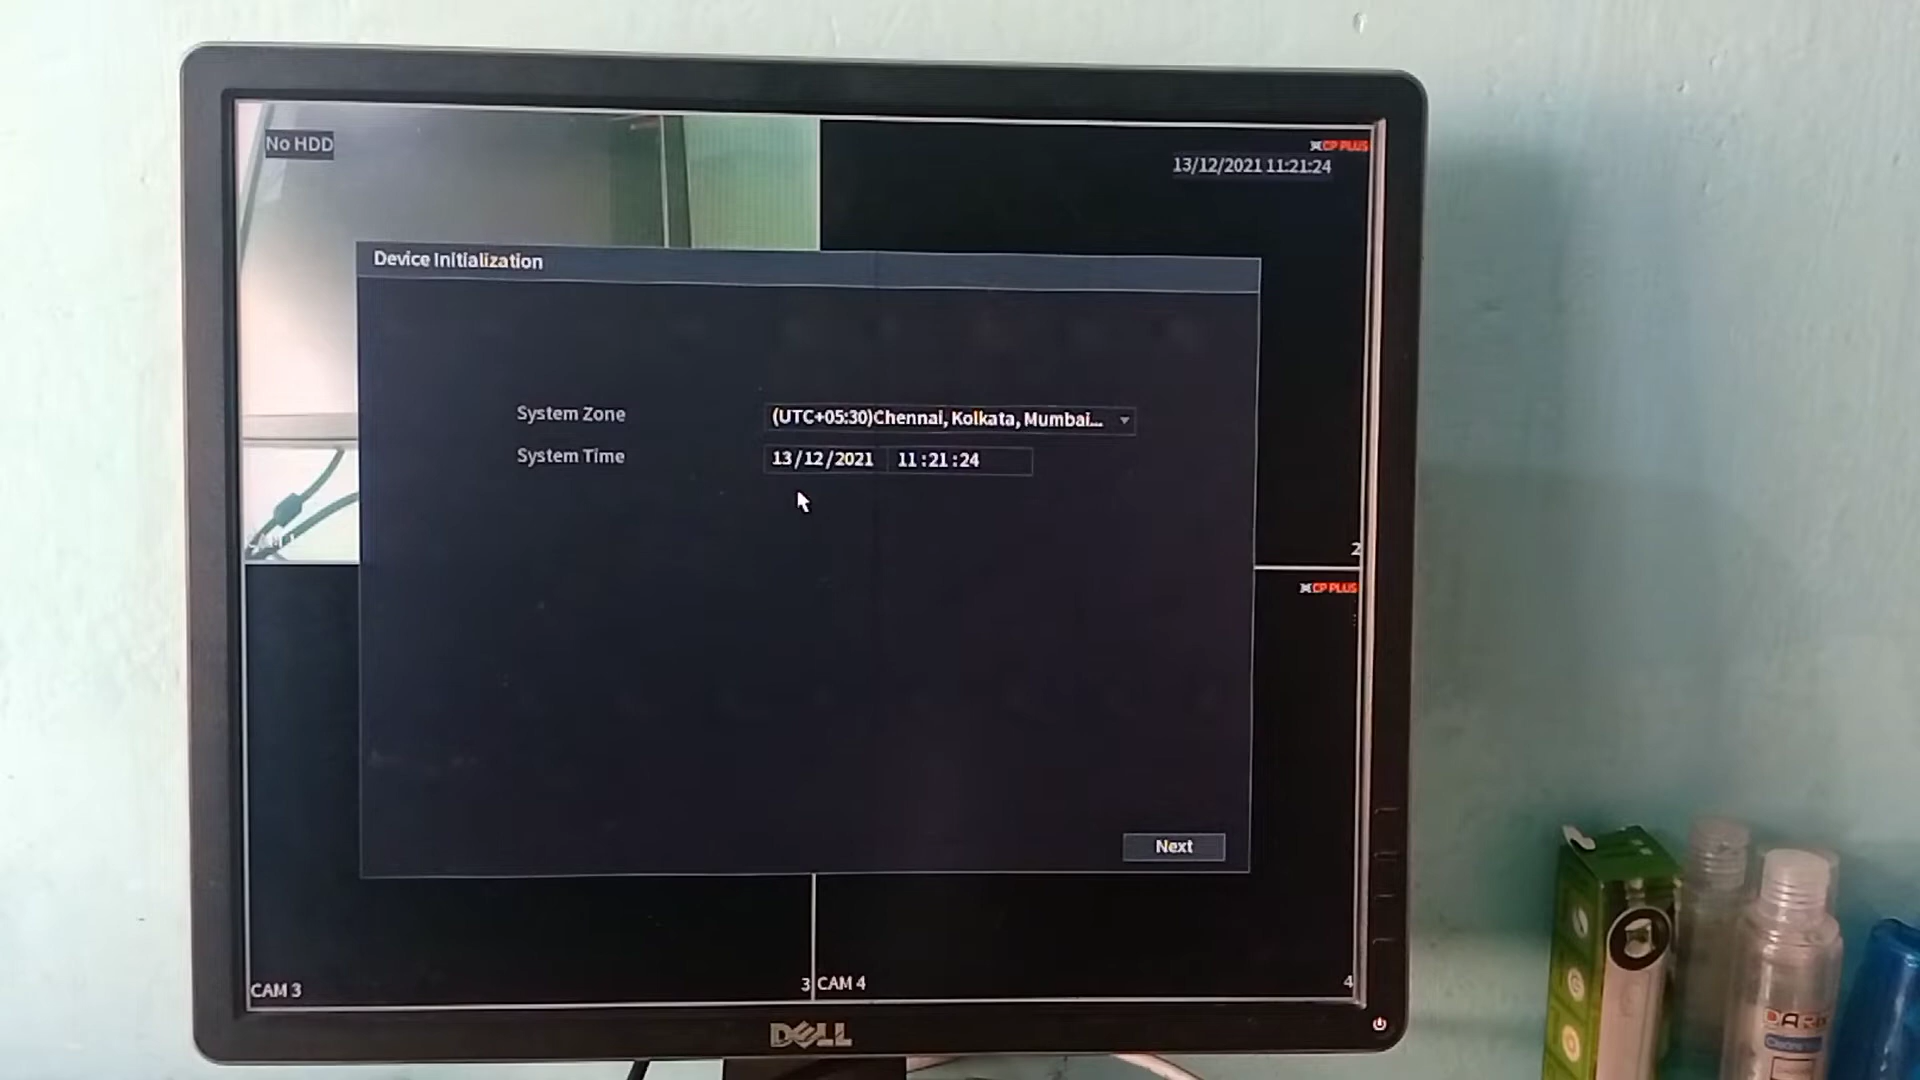 No HDD
CP PLUS
13/12/2021 11:21:24
Device Initialization
System Zone
(UTC+05:30)Chennai, Kolkata, Mumbai...
System Time
13/12/2021 11:21:24
2
CP PLUS
Next
CAM 3
3
CAM 4
4
DELL